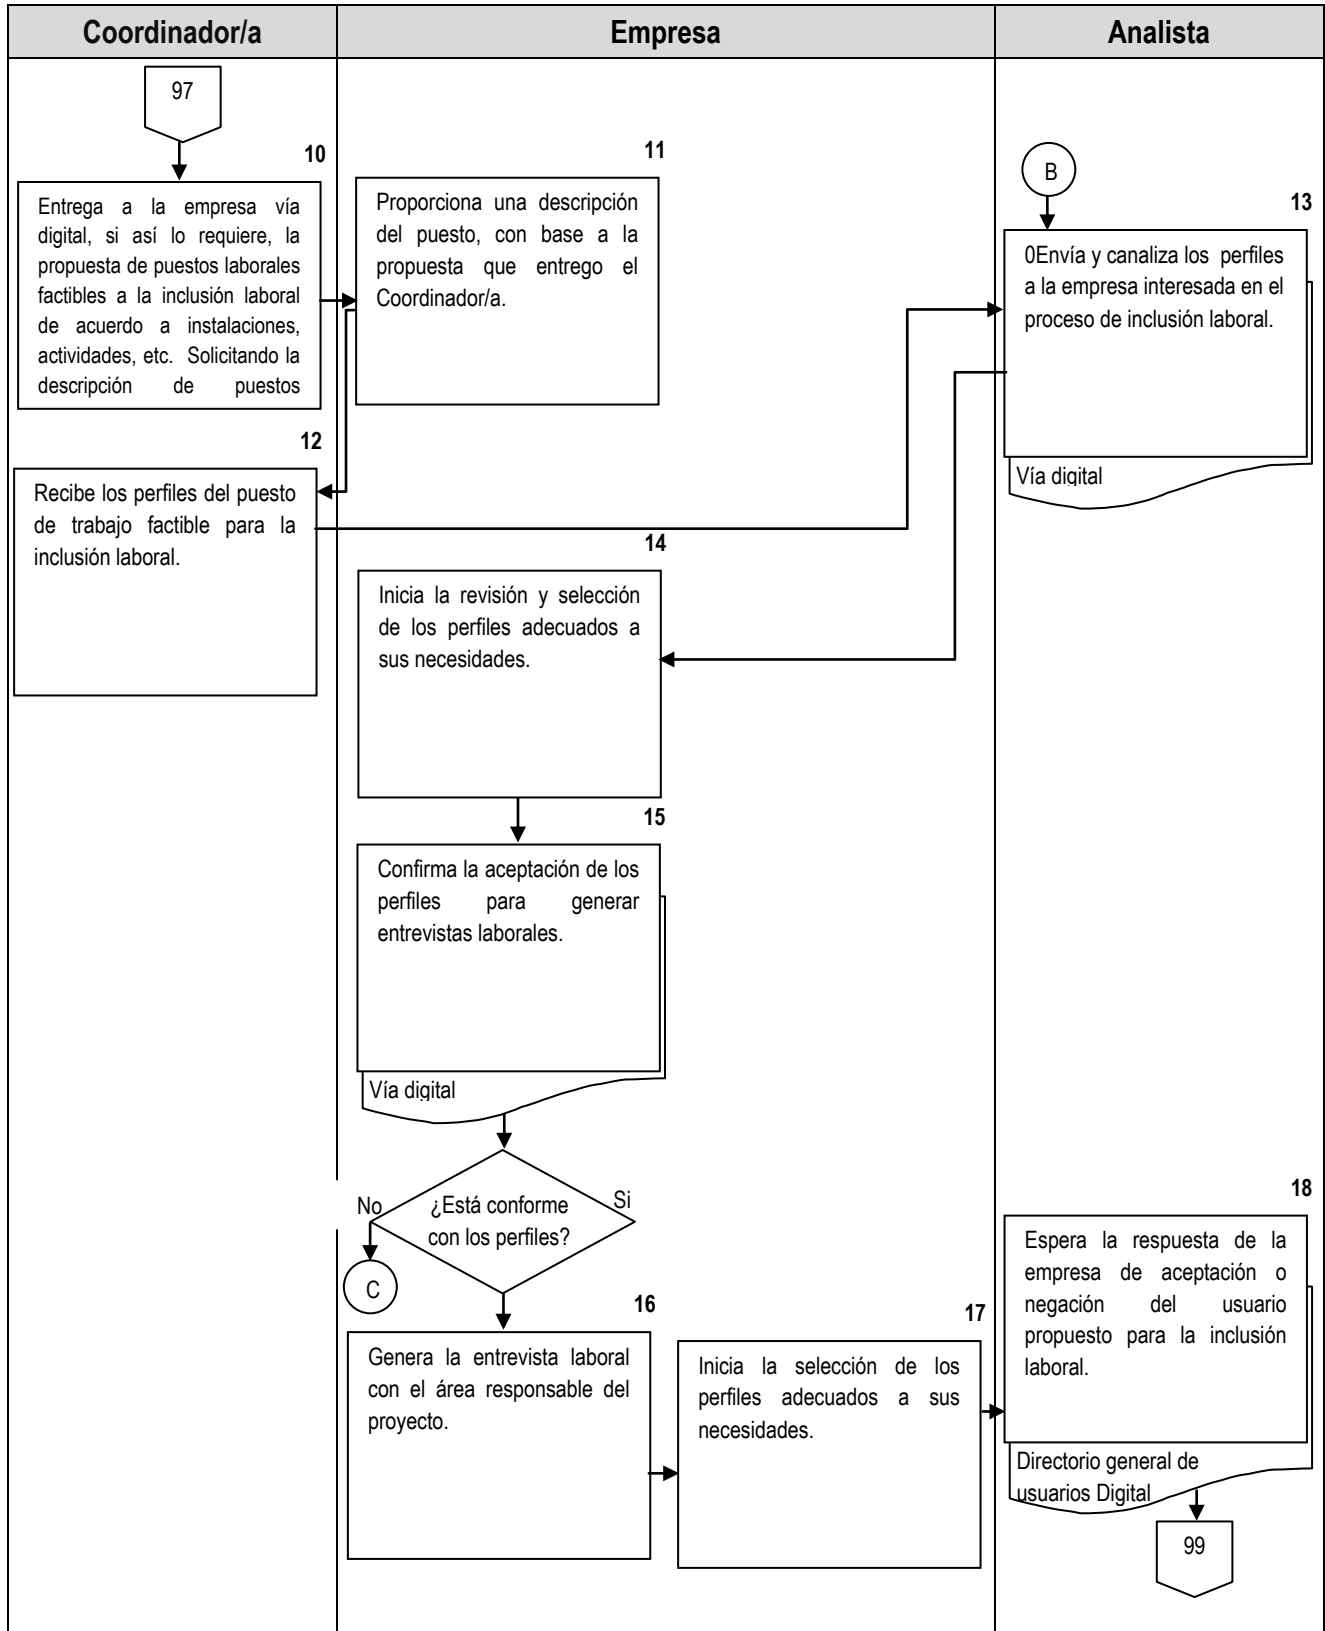 Coordinador/a
Empresa
Analista
97
10
Entrega a la empresa vía
digital, si así lo requiere, la
propuesta de puestos laborales
factibles a la inclusión laboral
de acuerdo a instalaciones,
actividades, etc. Solicitando la
descripción de puestos
11
Proporciona una descripción
del puesto, con base a la
propuesta que entrego el
Coordinador/a.
B
13
0Envía y canaliza los perfiles
a la empresa interesada en el
proceso de inclusión laboral.
Vía digital
12
Recibe los perfiles del puesto
de trabajo factible para la
inclusión laboral.
14
Inicia la revisión y selección
de los perfiles adecuados a
sus necesidades.
15
Confirma la aceptación de los
perfiles para generar
entrevistas laborales.
Vía digital
No
¿Está conforme
con los perfiles?
Si
C
16
Genera la entrevista laboral
con el área responsable del
proyecto.
17
Inicia la selección de los
perfiles adecuados a sus
necesidades.
18
Espera la respuesta de la
empresa de aceptación o
negación del usuario
propuesto para la inclusión
laboral.
Directorio general de
usuarios Digital
99